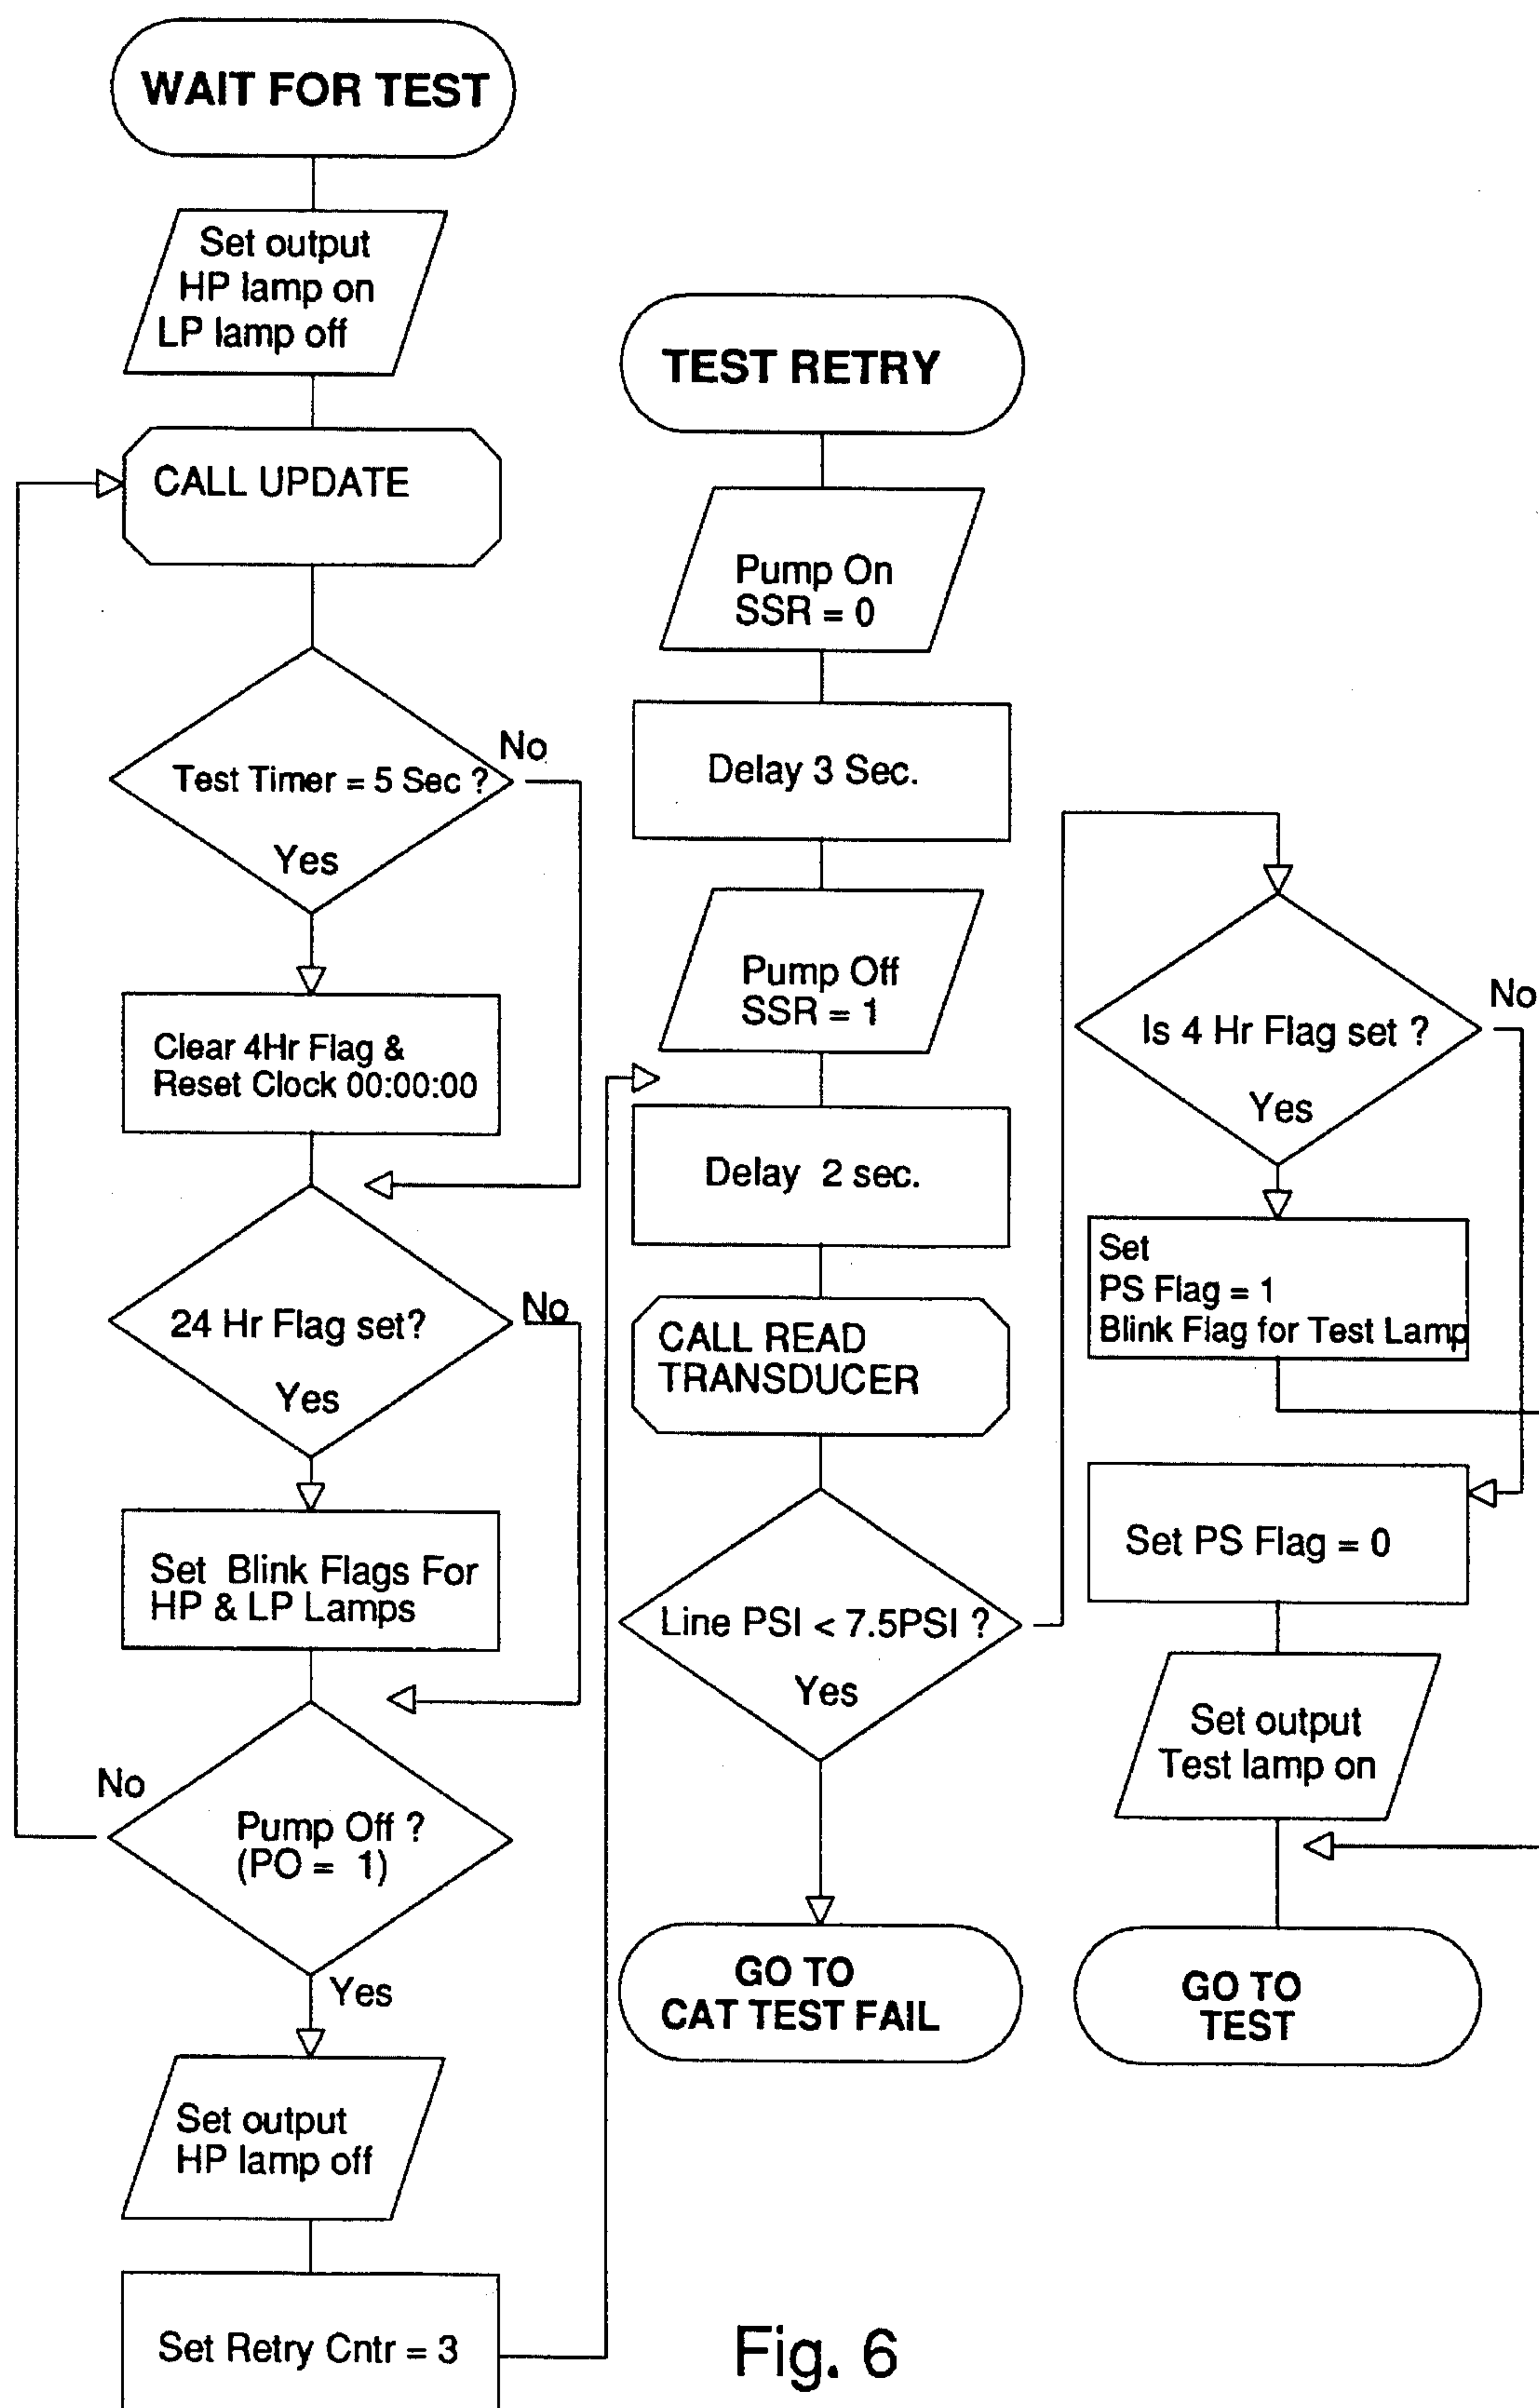 WAIT FOR TEST
Set output
HP lamp on
LP lamp off
CALL UPDATE
Test Timer = 5 Sec ?
No
Yes
Clear 4Hr Flag &
Reset Clock 00:00:00
24 Hr Flag set?
No
Yes
Set Blink Flags For
HP & LP Lamps
No
Pump Off ?
(PO = 1)
Yes
Set output
HP lamp off
Set Retry Cntr = 3
TEST RETRY
Pump On
SSR = 0
Delay 3 Sec.
Pump Off
SSR = 1
Delay 2 sec.
CALL READ
TRANSDUCER
Line PSI < 7.5PSI ?
Yes
GO TO
CAT TEST FAIL
Is 4 Hr Flag set ?
No
Yes
Set
PS Flag = 1
Blink Flag for Test Lamp
Set PS Flag = 0
Set output
Test lamp on
GO TO
TEST
Fig. 6